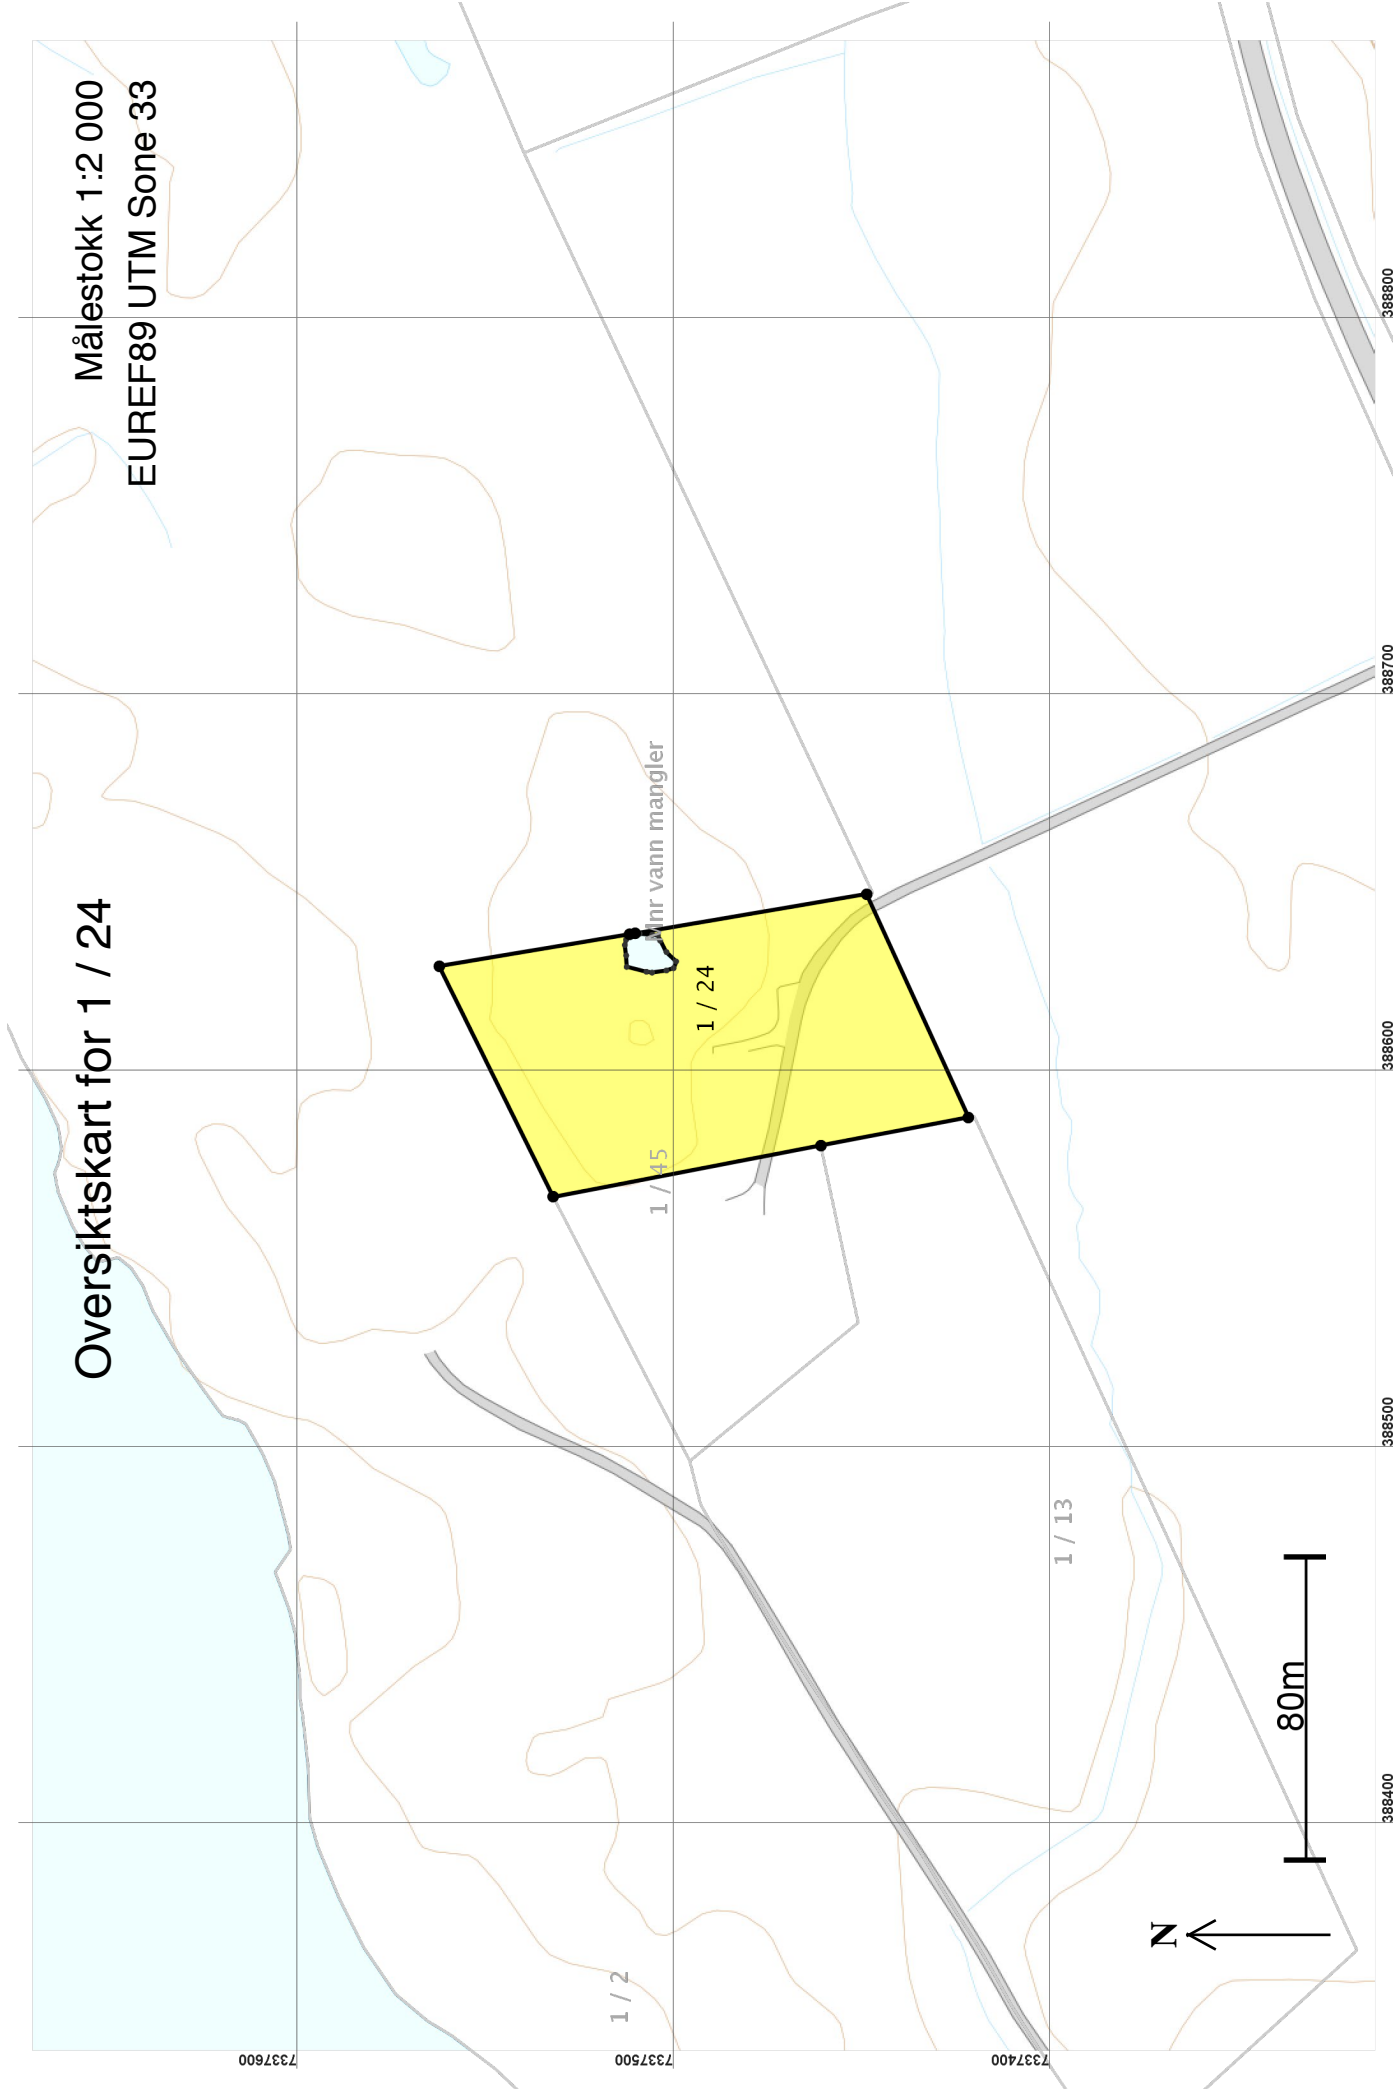 Oversiktskart for 1 / 24
Målestokk 1:2 000
EUREF89 UTM Sone 33
Mnr vann mangler
1 / 24
1 / 45
1 / 13
1 / 2
80m
N
388400
388500
388600
388700
388800
7337600
7337500
7337400